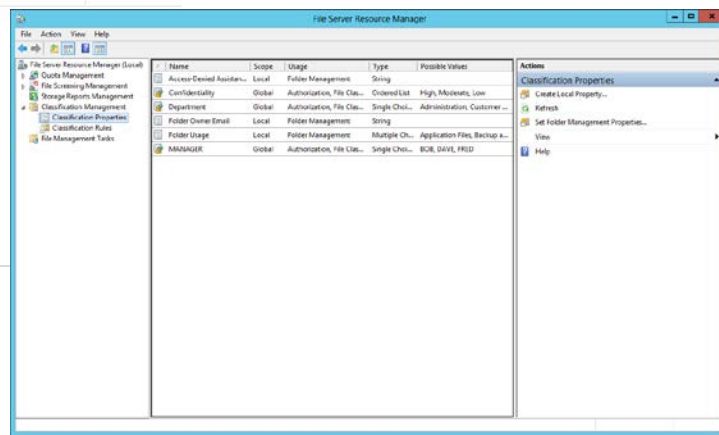 File Server Resource Manager
File Action View Help
File Server Resource Manager (Local)
Quota Management
File Screening Management
Storage Reports Management
Classification Management
Classification Properties
Classification Rules
File Management Tasks
Name Scope Usage Type Possible Values
Access-Denied Assistan... Local Folder Management String
Confidentiality Global Authorization, File Clas... Ordered List High, Moderate, Low
Department Global Authorization, File Clas... Single Choi... Administration, Customer ...
Folder Owner Email Local Folder Management String
Folder Usage Local Folder Management Multiple Ch... Application Files, Backup a...
MANAGER Global Authorization, File Clas... Single Choi... BOB, DAVE, FRED
Actions
Classification Properties
Create Local Property...
Refresh
Set Folder Management Properties...
View
Help